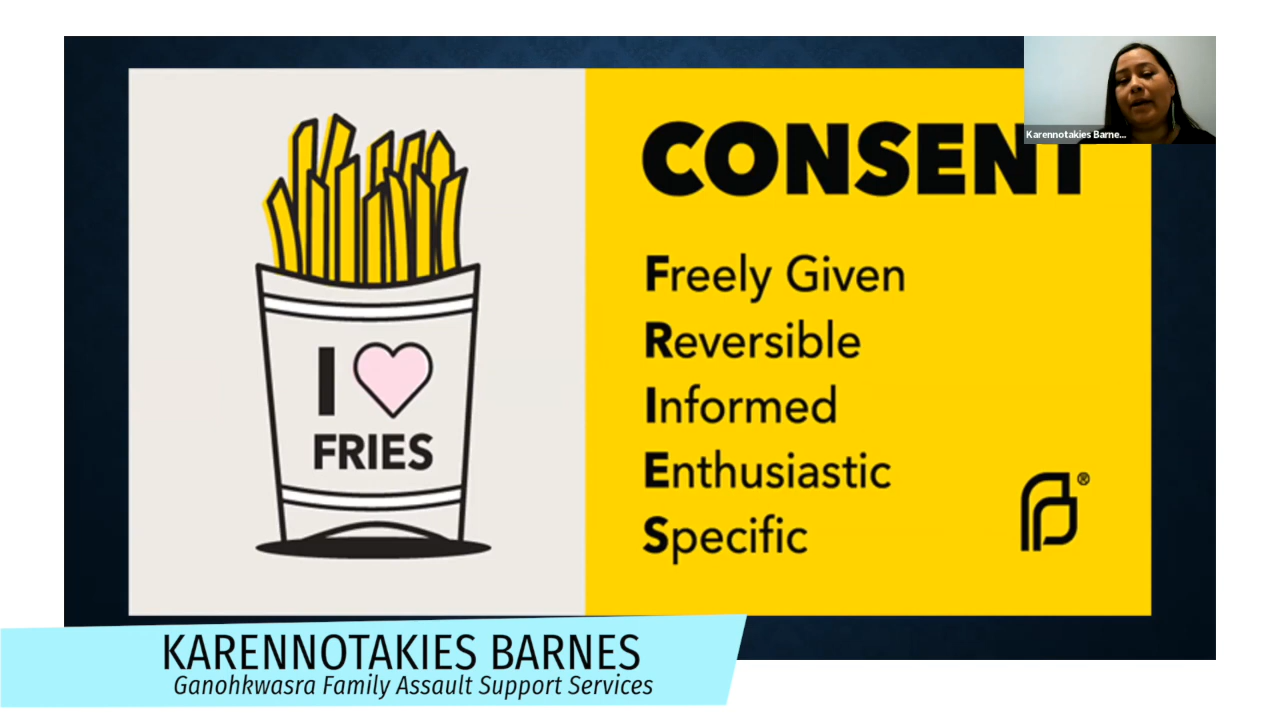 I
FRIES
CONSENT
Freely Given
Reversible
Informed
Enthusiastic
Specific
®
Karennotakies Barne...
KARENNOTAKIES BARNES
Ganohkwasra Family Assault Support Services